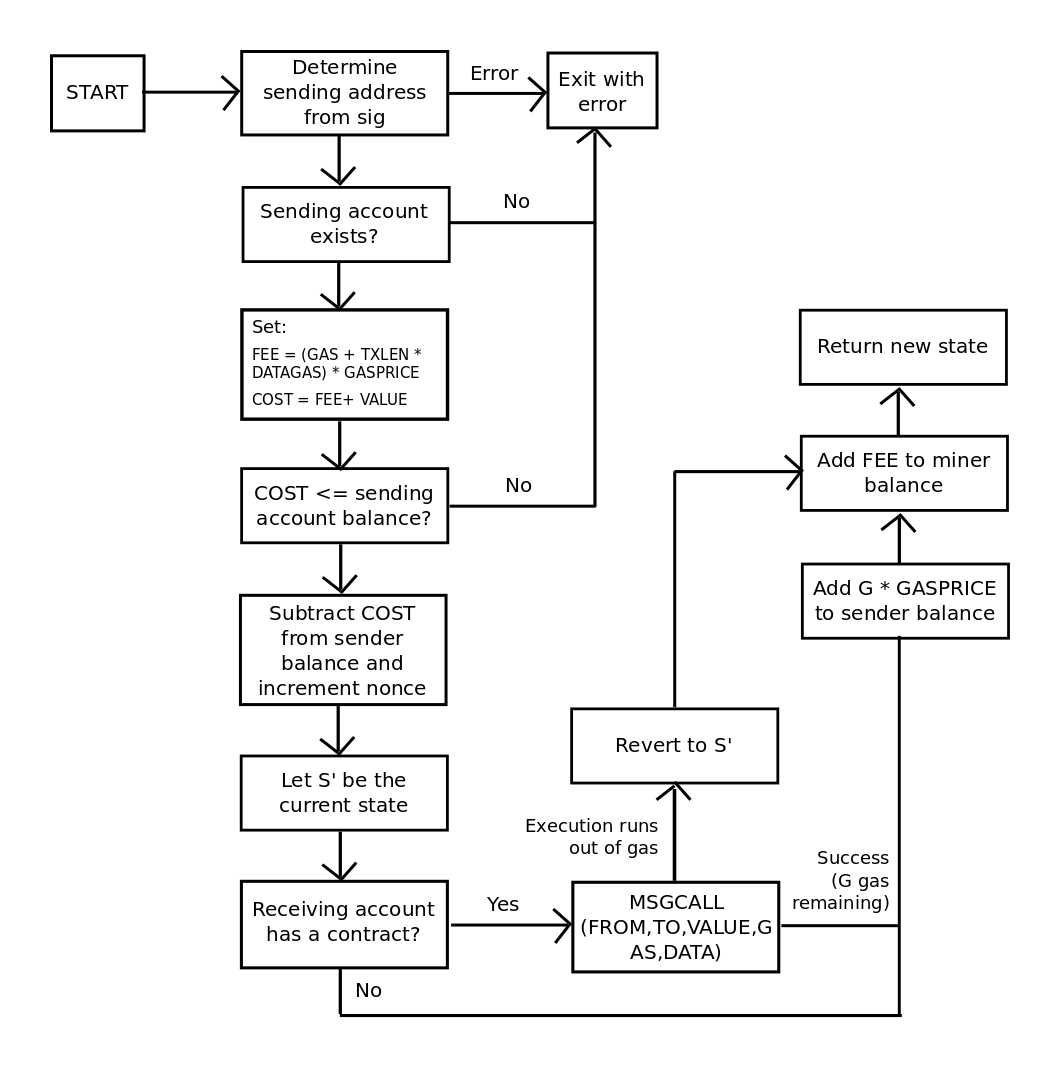 START
Determine
sending address
from sig
Error
Exit with
error
Sending account
exists?
No
Set:
FEE = (GAS + TXLEN *
DATAGAS) * GASPRICE
COST = FEE+ VALUE
COST <= sending
account balance?
No
Subtract COST
from sender
balance and
increment nonce
Let S' be the
current state
Receiving account
has a contract?
Yes
No
MSGCALL
(FROM,TO,VALUE,G
AS,DATA)
Execution runs
out of gas
Revert to S'
Success
(G gas
remaining)
Add G * GASPRICE
to sender balance
Add FEE to miner
balance
Return new state